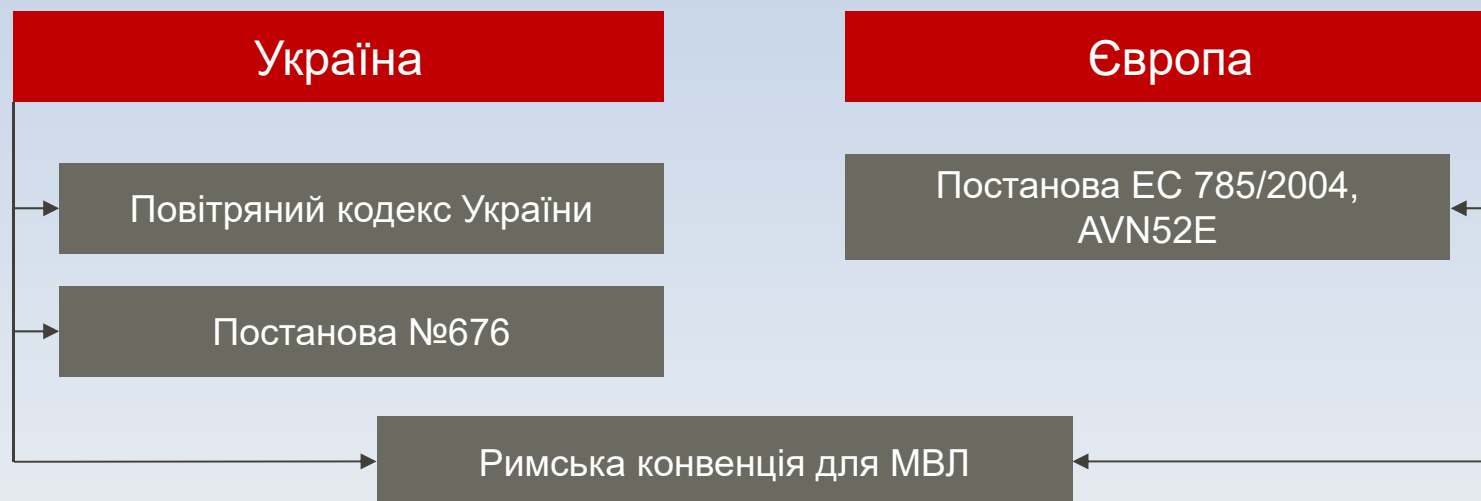 Україна
Європа
Повітряний кодекс України
Постанова ЕС 785/2004,
AVN52E
Постанова №676
Римська конвенція для МВЛ